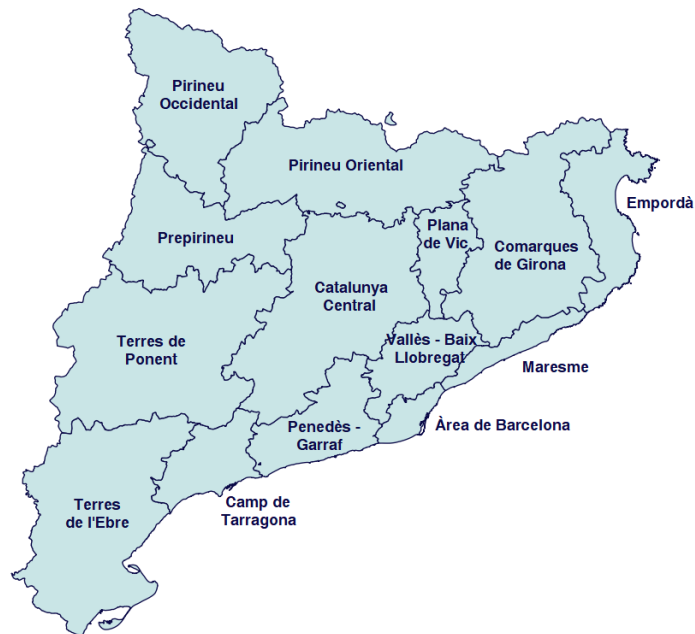 Pirineu
Occidental
Pirineu Oriental
Empordà
Plana
de Vic
Prepirineu
Comarques
de Girona
Catalunya
Central
Terres de
Ponent
Vallès - Baix
Llobregat
Maresme
Penedès -
Garraf
Àrea de Barcelona
Terres
de l'Ebre
Camp de
Tarragona